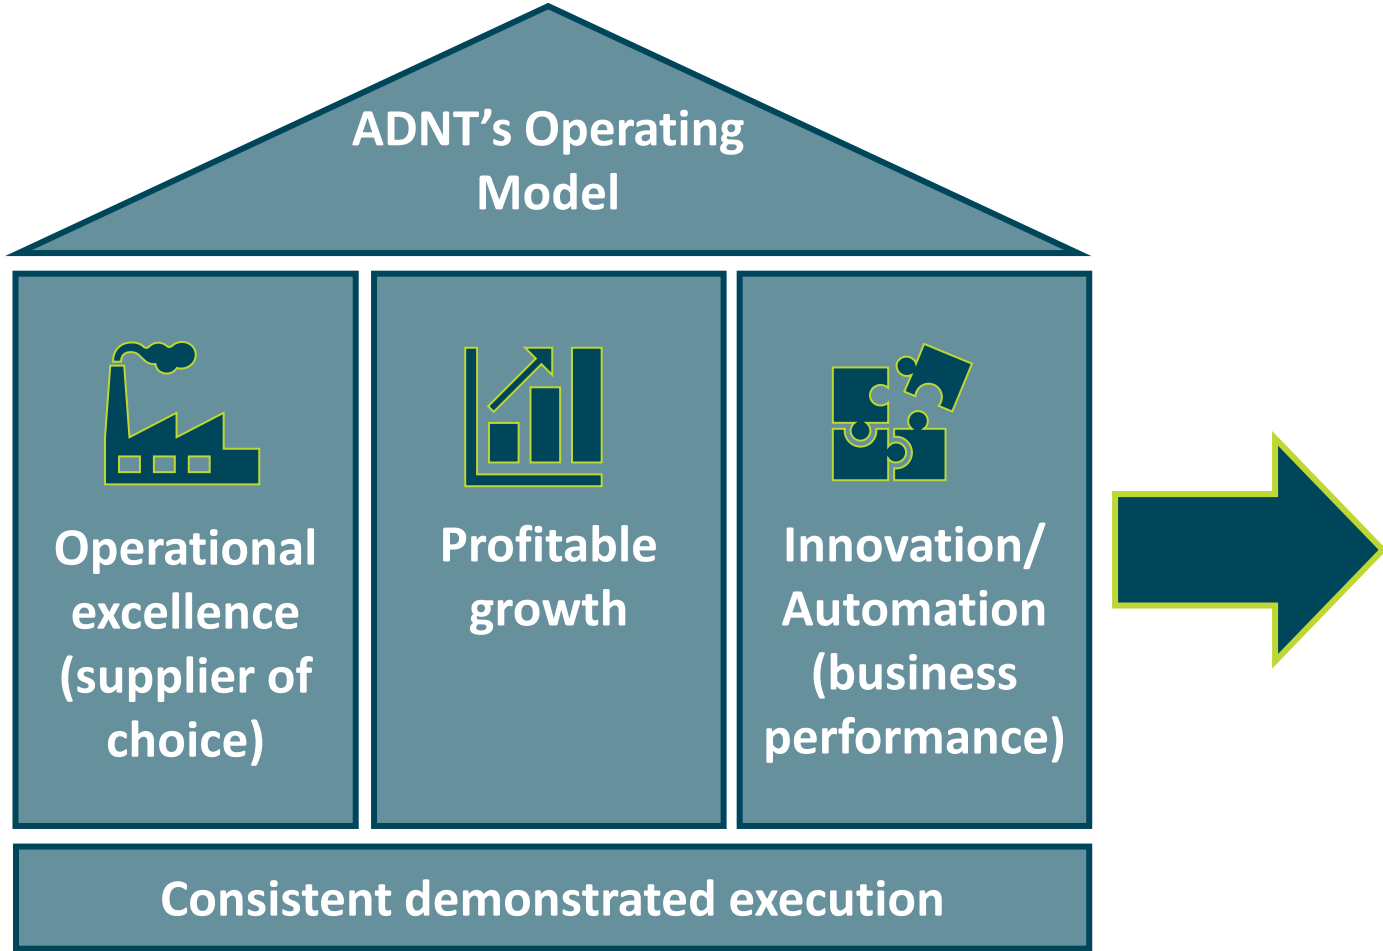 ADNT’s Operating
Model
Operational
excellence
(supplier of
choice)
Profitable
growth
Innovation/
Automation
(business
performance)
Consistent demonstrated execution